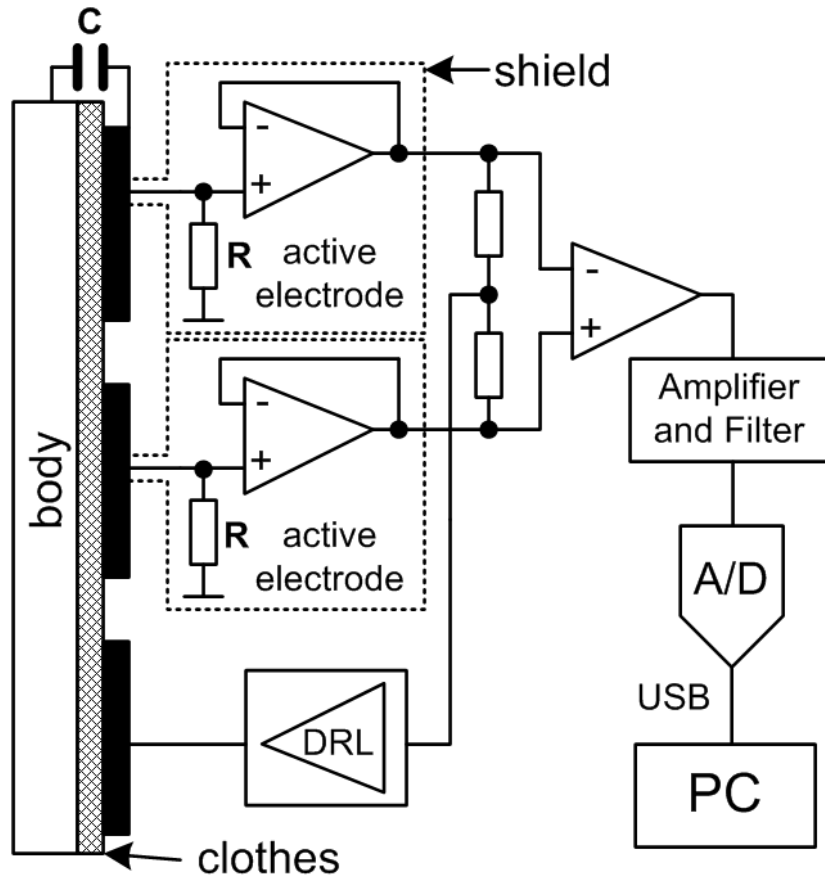 C
shield
-
+
R
active
electrode
-
+
Amplifier
and Filter
body
-
+
R
active
electrode
A/D
DRL
USB
PC
clothes